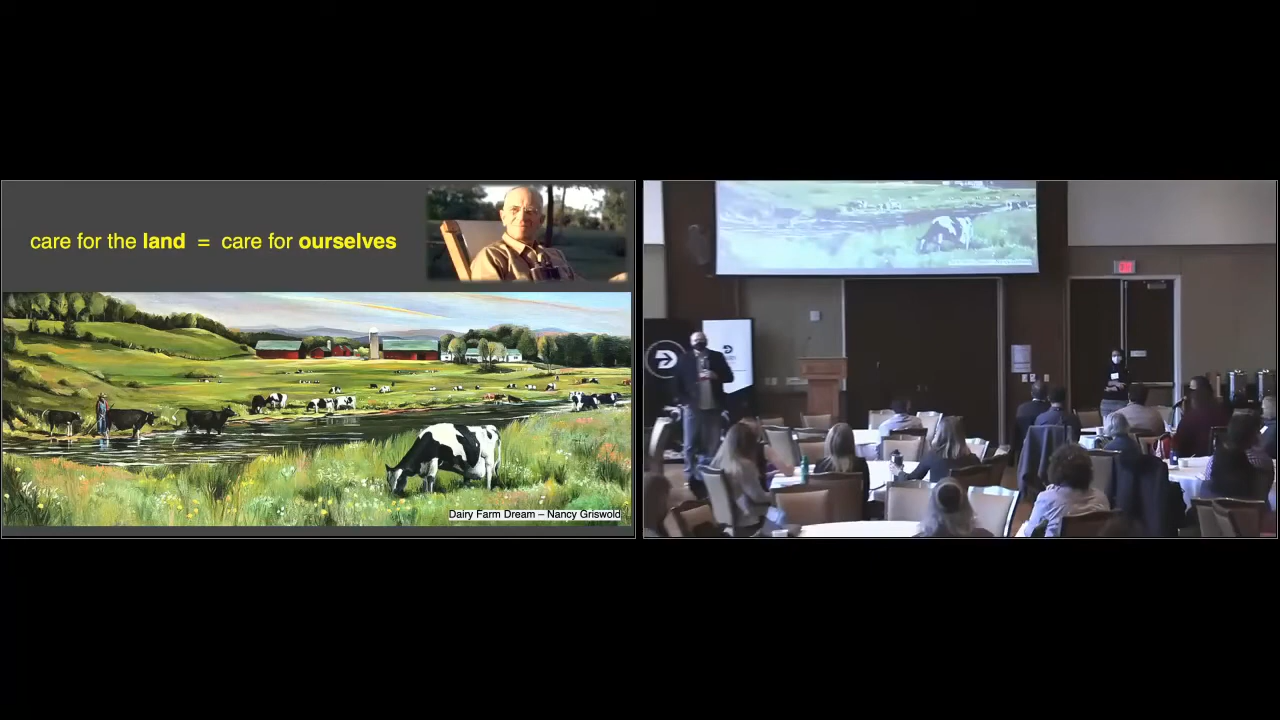 care for the land = care for ourselves
Dairy Farm Dream – Nancy Griswold